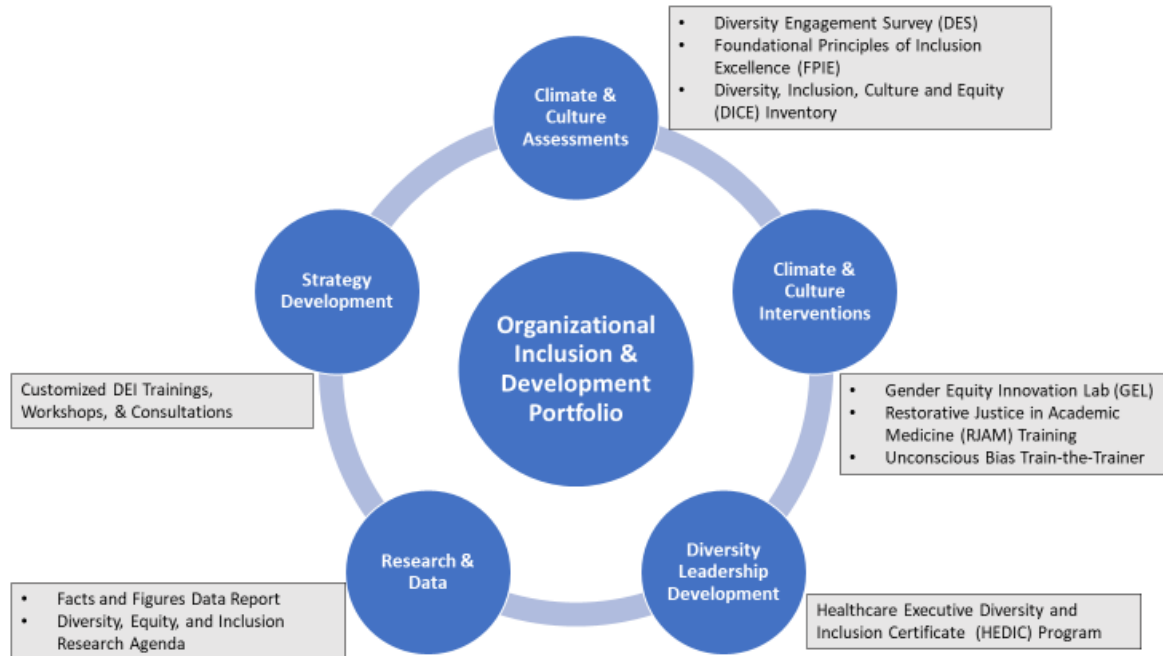 • Diversity Engagement Survey (DES)
• Foundational Principles of Inclusion
Excellence (FPIE)
• Diversity, Inclusion, Culture and Equity
(DICE) Inventory
Climate &
Culture
Assessments
Strategy
Development
Climate &
Culture
Interventions
Organizational
Inclusion &
Development
Portfolio
Customized DEI Trainings,
Workshops, & Consultations
• Gender Equity Innovation Lab (GEL)
• Restorative Justice in Academic
Medicine (RJAM) Training
• Unconscious Bias Train-the-Trainer
Research &
Data
Diversity
Leadership
Development
• Facts and Figures Data Report
• Diversity, Equity, and Inclusion
Research Agenda
Healthcare Executive Diversity and
Inclusion Certificate (HEDIC) Program